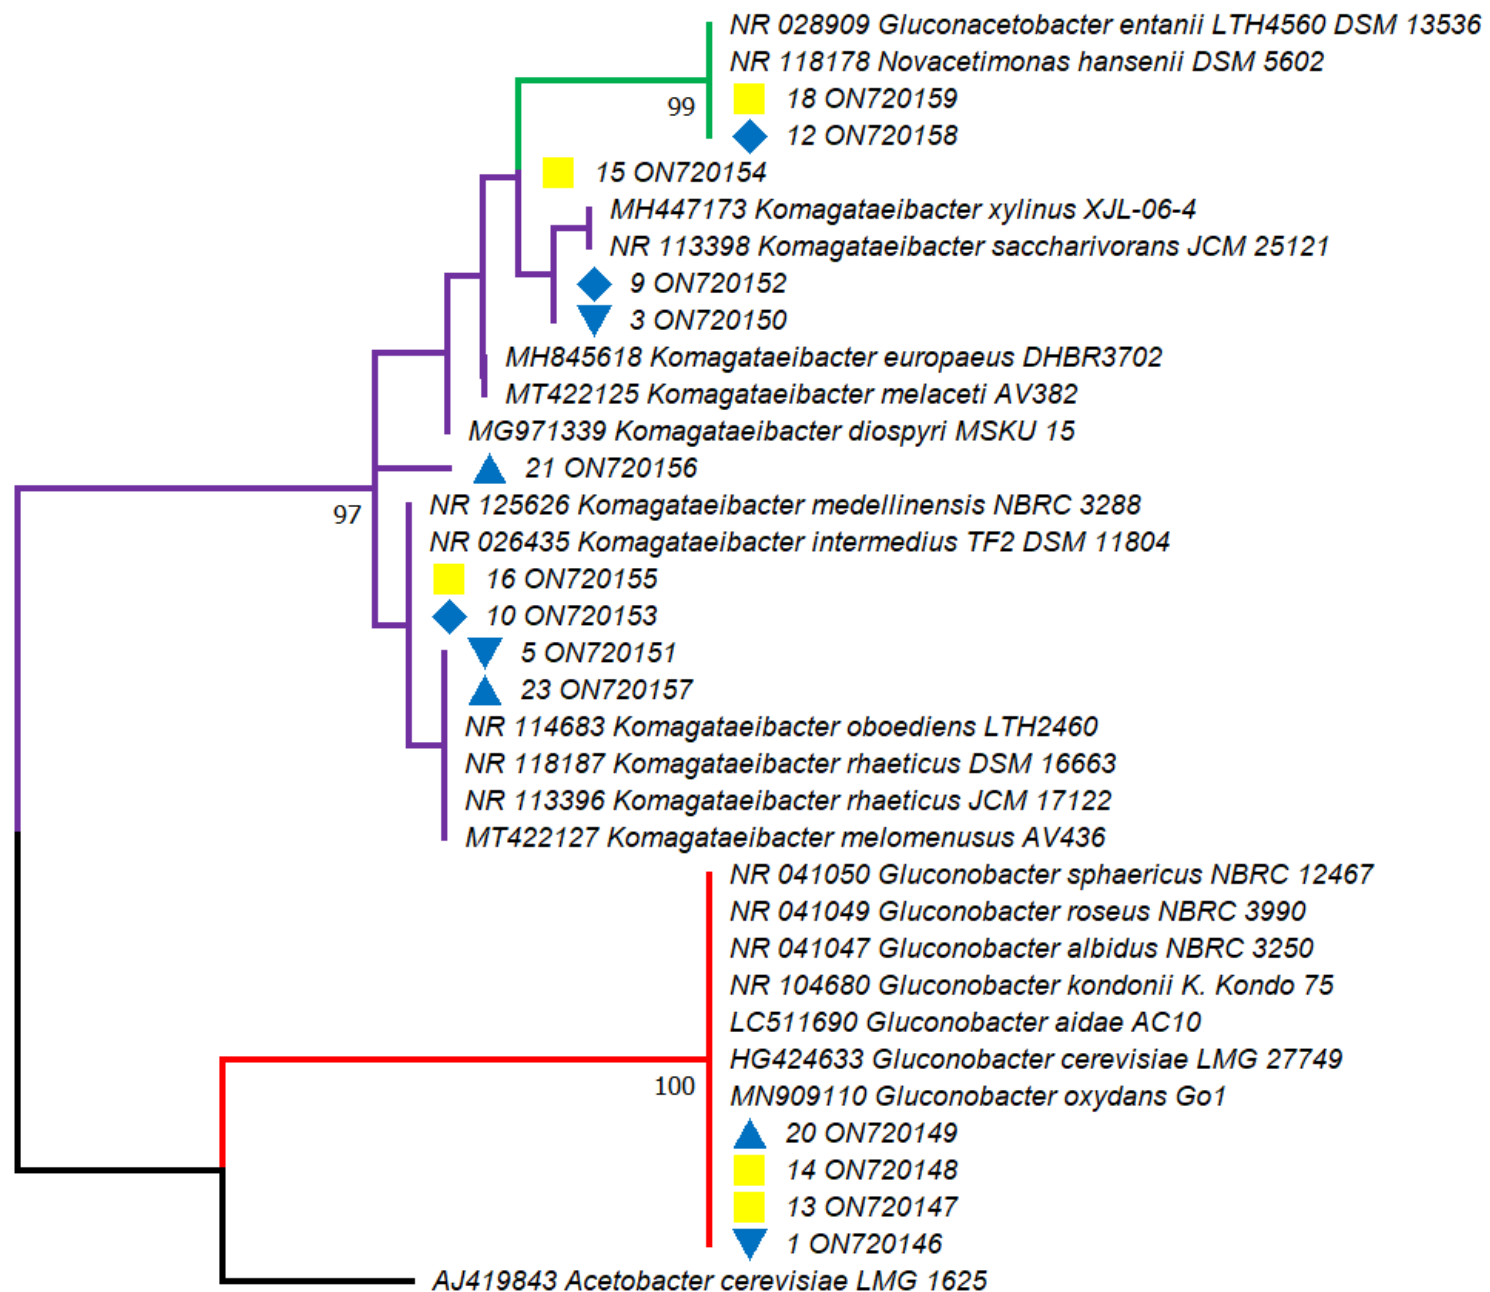 NR 028909 Gluconacetobacter entanii LTH4560 DSM 13536
NR 118178 Novacetimonas hansenii DSM 5602
18 ON720159
99
12 ON720158
15 ON720154
MH447173 Komagataeibacter xylinus XJL-06-4
NR 113398 Komagataeibacter saccharivorans JCM 25121
9 ON720152
3 ON720150
MH845618 Komagataeibacter europaeus DHBR3702
MT422125 Komagataeibacter melaceti AV382
MG971339 Komagataeibacter diospyri MSKU 15
21 ON720156
NR 125626 Komagataeibacter medellinensis NBRC 3288
97
NR 026435 Komagataeibacter intermedius TF2 DSM 11804
16 ON720155
10 ON720153
5 ON720151
23 ON720157
NR 114683 Komagataeibacter oboediens LTH2460
NR 118187 Komagataeibacter rhaeticus DSM 16663
NR 113396 Komagataeibacter rhaeticus JCM 17122
MT422127 Komagataeibacter melomenusus AV436
NR 041050 Gluconobacter sphaericus NBRC 12467
NR 041049 Gluconobacter roseus NBRC 3990
NR 041047 Gluconobacter albidus NBRC 3250
NR 104680 Gluconobacter kondonii K. Kondo 75
LC511690 Gluconobacter aidae AC10
HG424633 Gluconobacter cerevisiae LMG 27749
100
MN909110 Gluconobacter oxydans Go1
20 ON720149
14 ON720148
13 ON720147
1 ON720146
AJ419843 Acetobacter cerevisiae LMG 1625